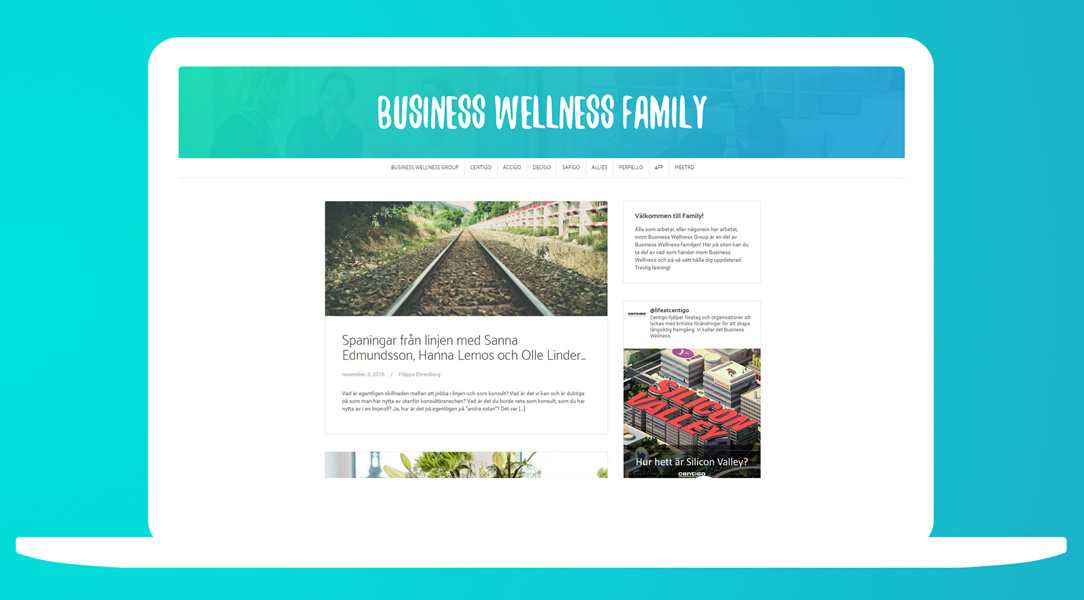 BUSINESS WELLNESS FAMILY
BUSINESS WELLNESS GROUP CENTIGO ACCIGO DECIGO SAPIGO ALLIES PERPELLO 4FP MEETRD
Spaningar från linjen med Sanna
Edmundsson, Hanna Lemos och Olle Linder...
november 3, 2016 / Filippa Ehrenborg
Vad är egentligen skillnaden mellan att jobba i linjen och som konsult? Vad är det vi kan och är duktiga
på som man har nytta av utanför konsultbranschen? Vad är det du borde veta som konsult, som du har
nytta av i en linjeroll? Ja, hur är det på egentligen på "andra sidan"? Det var [...]
Välkommen till Family!
Alla som arbetar, eller någonsin har arbetat,
inom Business Wellness Group är en del av
Business Wellness-familjen! Här på siten kan du
ta del av vad som händer inom Business
Wellness och på så sätt hålla dig uppdaterad.
Trevlig läsning!
CENTIGO
@lifeatcentigo
Centigo hjälper företag och organisationer att
lyckas med kritiska förändringar för att skapa
långsiktig framgång. Vi kallar det Business
Wellness.
Y!
SILICON
VALLEY
Hur hett är Silicon Valley?
CENTIGO